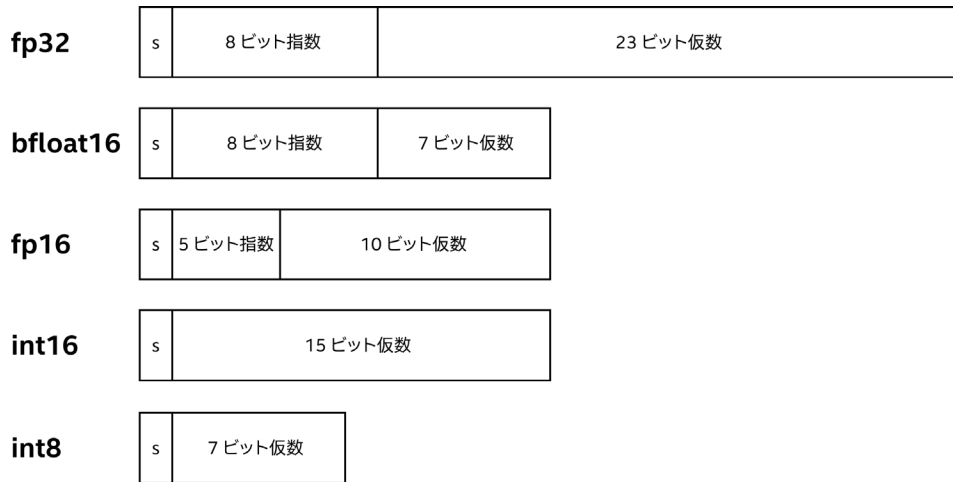 fp32 s 8 ビット指数 23 ビット仮数
bfloat16 s 8 ビット指数 7 ビット仮数
fp16 s 5 ビット指数 10 ビット仮数
int16 s 15 ビット仮数
int8 s 7 ビット仮数